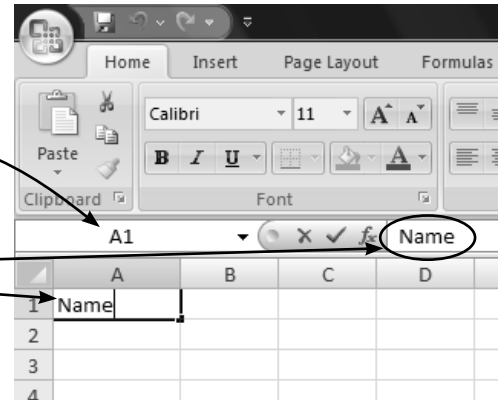 Home Insert Page Layout Formulas
Calibri 11 A A
Paste B I U A
Clipboard Font
A1 fx Name
A B C D
1 Name
2
3
4